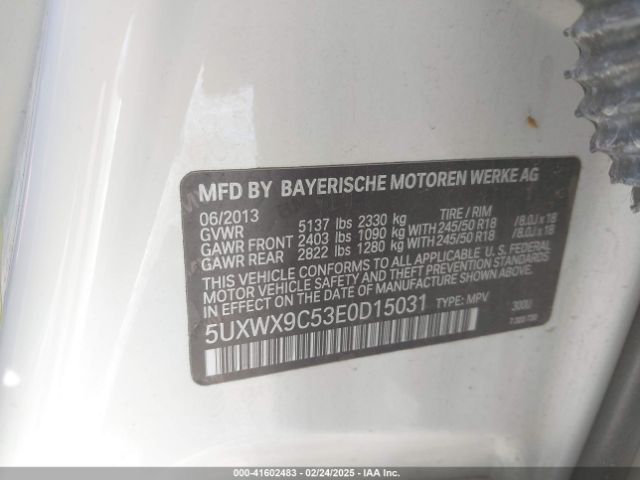 MFD BY BAYERISCHE MOTOREN WERKE AG
06/2013 TIRE / RIM
GVWR 5137 lbs 2330 kg
GAWR FRONT 2403 lbs 1090 kg WITH 245/50 R18 /8.0J x 18
GAWR REAR 2822 lbs 1280 kg WITH 245/50 R18 /8.0J x 18
THIS VEHICLE CONFORMS TO ALL APPLICABLE U.S. FEDERAL
MOTOR VEHICLE SAFETY AND THEFT PREVENTION STANDARDS
IN EFFECT ON THE DATE OF MANUFACTURE SHOWN ABOVE.
5UXWX9C53E0D15031 TYPE: MPV 300U
000-41602483 - 02/24/2025 - IAA Inc.